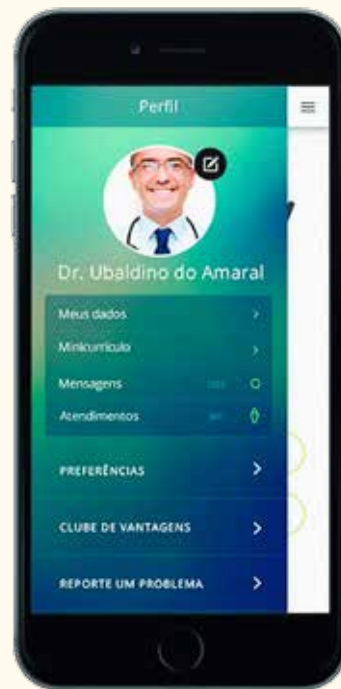 Perfil
Dr. Ubaldino do Amaral
Meus dados
Minicurrículo
Mensagens
Atendimentos
PREFERÊNCIAS
CLUBE DE VANTAGENS
REPORTE UM PROBLEMA